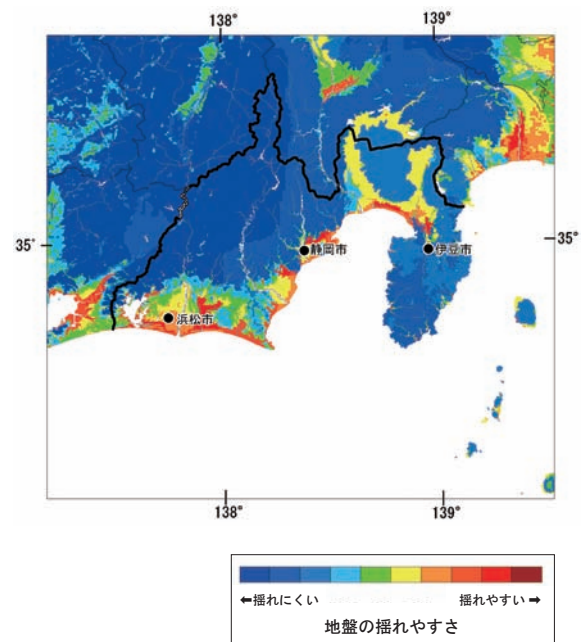 138° 139°
35° 35°
静岡市 伊豆市
浜松市
138° 139°
⬅揺れにくい 揺れやすい➡
地盤の揺れやすさ